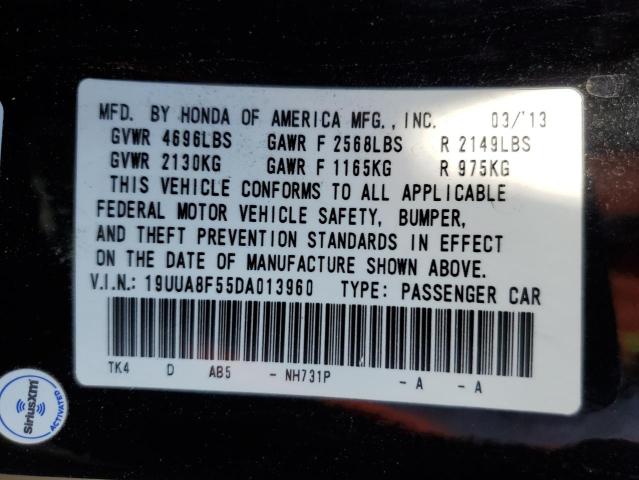 MFD. BY HONDA OF AMERICA MFG., INC. 03/'13
GVWR 4696LBS GAWR F 2568LBS R 2149LBS
GVWR 2130KG GAWR F 1165KG R 975KG
THIS VEHICLE CONFORMS TO ALL APPLICABLE
FEDERAL MOTOR VEHICLE SAFETY, BUMPER,
AND THEFT PREVENTION STANDARDS IN EFFECT
ON THE DATE OF MANUFACTURE SHOWN ABOVE.
V.I.N.: 19UUA8F55DA013960 TYPE: PASSENGER CAR
TK4 D AB5 - NH731P - A - A
SiriusXM
ACTIVATED